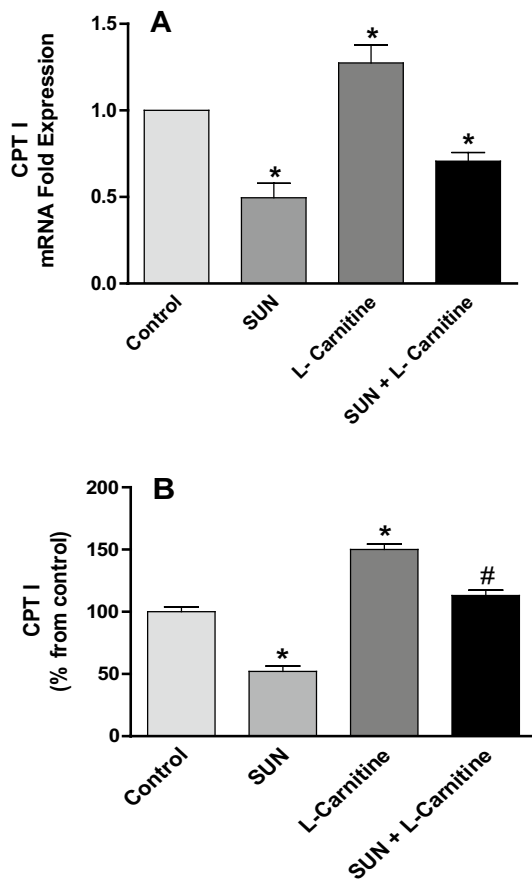 A
CPT I
mRNA Fold Expression
1.5
1.0
0.5
0.0
*
*
*
Control
SUN
L- Carnitine
SUN + L- Carnitine
B
CPT I
(% from control)
200
150
100
50
0
*
*
#
Control
SUN
L-Carnitine
SUN + L-Carnitine